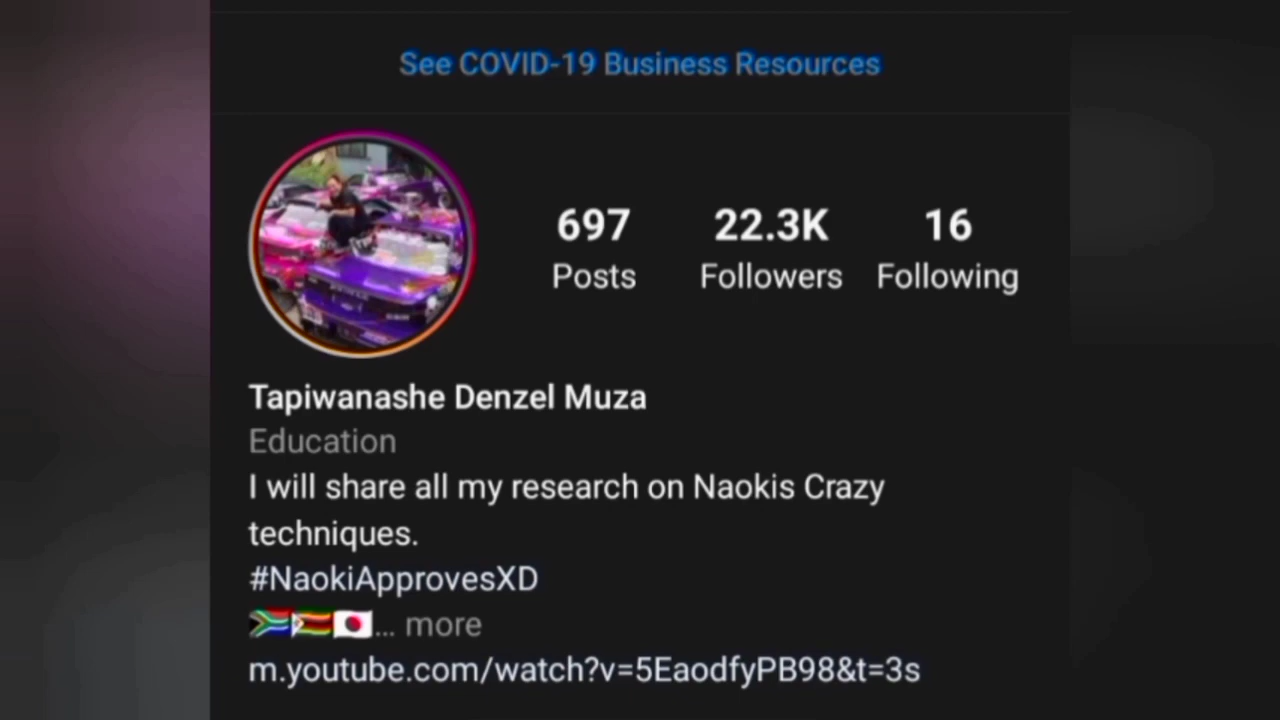 See COVID-19 Business Resources
697 22.3K 16
Posts Followers Following
Tapiwanashe Denzel Muza
Education
I will share all my research on Naokis Crazy
techniques.
#NaokiApprovesXD
🇿🇦🇿🇼🇯🇵... more
m.youtube.com/watch?v=5EaodfyPB98&t=3s